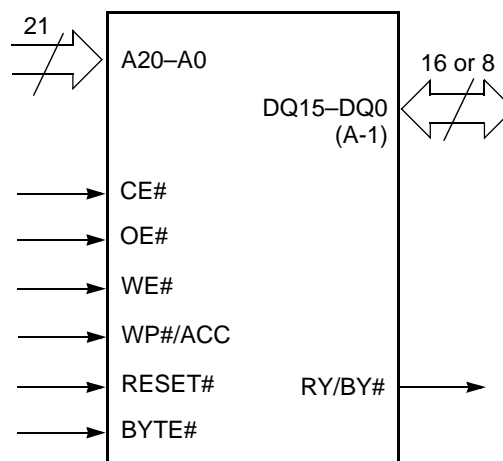 21
A20–A0
16 or 8
DQ15–DQ0
(A-1)
CE#
OE#
WE#
WP#/ACC
RESET#
RY/BY#
BYTE#